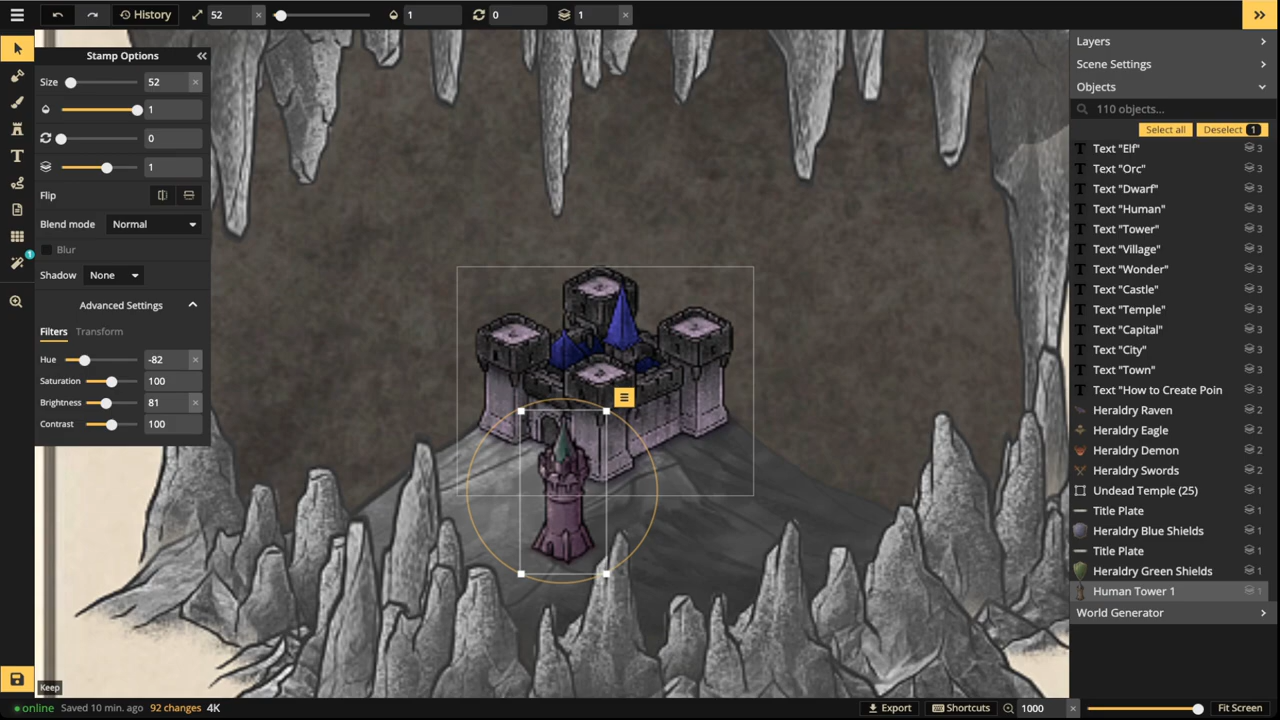 History 52 × 1 0 1 ×
Stamp Options
Size 52 ×
1
0
1
Flip
Blend mode Normal
Blur
Shadow None
Advanced Settings
Filters Transform
Hue -82 ×
Saturation 100
Brightness 81 ×
Contrast 100
1
Layers
Scene Settings
Objects
110 objects...
Select all Deselect 1
T Text "Elf" 3
T Text "Orc" 3
T Text "Dwarf" 3
T Text "Human" 3
T Text "Tower" 3
T Text "Village" 3
T Text "Wonder" 3
T Text "Castle" 3
T Text "Temple" 3
T Text "Capital" 3
T Text "City" 3
T Text "Town" 3
T Text "How to Create Poin 3
Heraldry Raven 2
Heraldry Eagle 2
Heraldry Demon 2
Heraldry Swords 2
Undead Temple (25) 1
Title Plate 1
Heraldry Blue Shields 1
Title Plate 1
Heraldry Green Shields 1
Human Tower 1 1
World Generator
Keep
online Saved 10 min. ago 92 changes 4K Export Shortcuts 1000 × Fit Screen